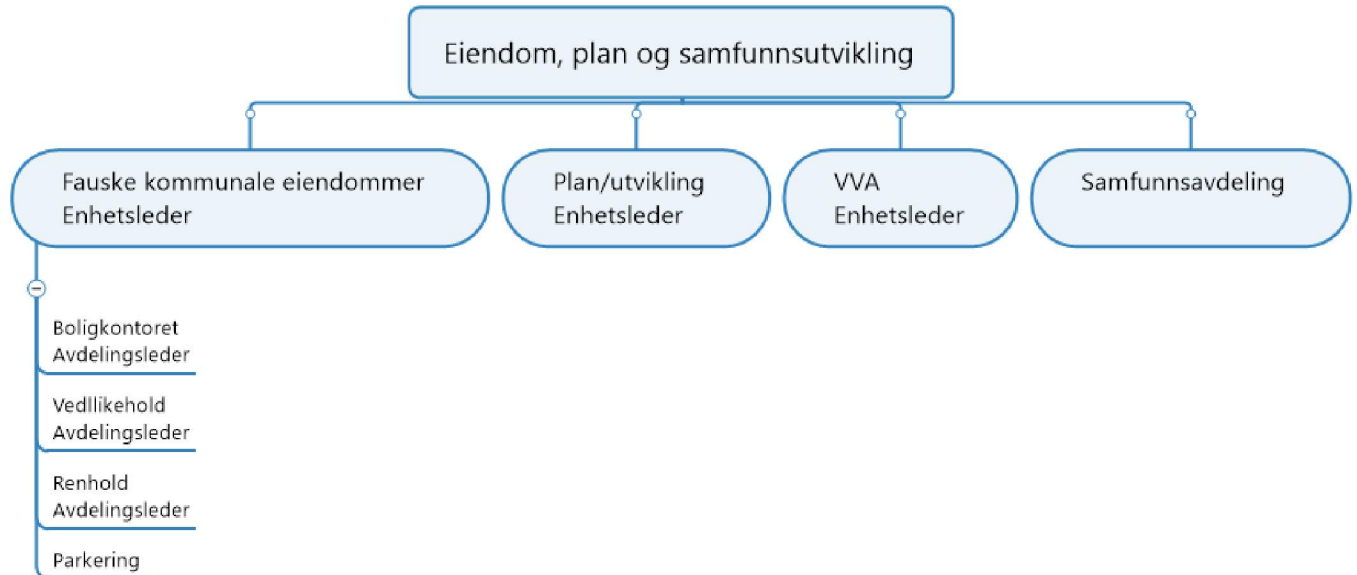 Eiendom, plan og samfunnsutvikling
Fauske kommunale eiendommer
Enhetsleder
Plan/utvikling
Enhetsleder
VVA
Enhetsleder
Samfunnsavdeling
Boligkontoret
Avdelingsleder
Vedllikehold
Avdelingsleder
Renhold
Avdelingsleder
Parkering